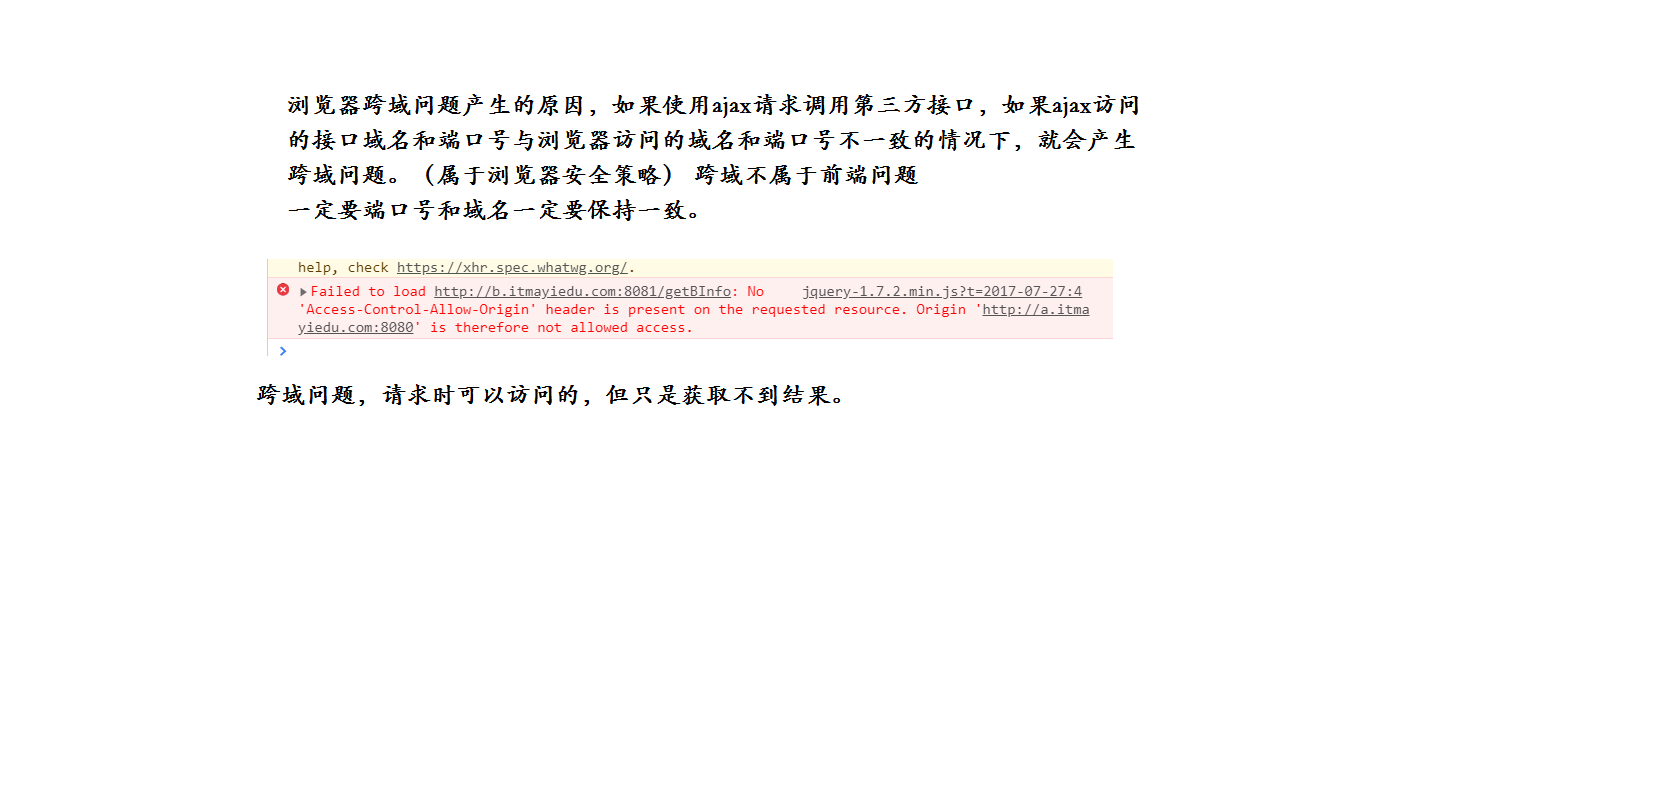 浏览器跨域问题产生的原因，如果使用ajax请求调用第三方接口，如果ajax访问
的接口域名和端口号与浏览器访问的域名和端口号不一致的情况下，就会产生
跨域问题。（属于浏览器安全策略） 跨域不属于前端问题
一定要端口号和域名一定要保持一致。
help, check https://xhr.spec.whatwg.org/.
Failed to load http://b.itmayiedu.com:8081/getBInfo: No jquery-1.7.2.min.js?t=2017-07-27:4
'Access-Control-Allow-Origin' header is present on the requested resource. Origin 'http://a.itma
yiedu.com:8080' is therefore not allowed access.
跨域问题，请求时可以访问的，但只是获取不到结果。